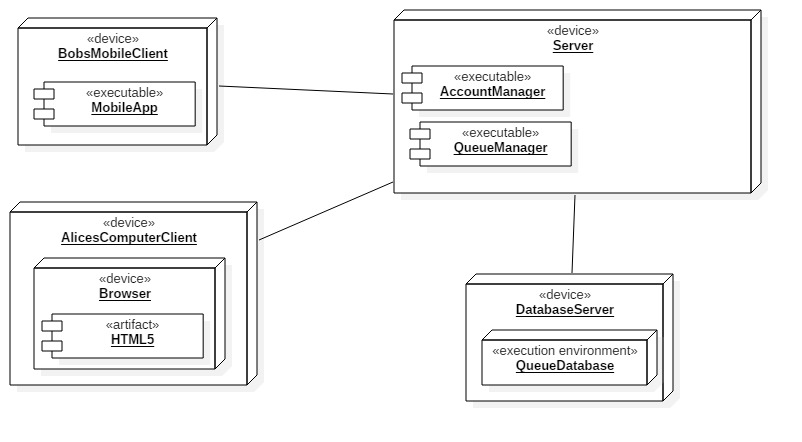 «device»
BobsMobileClient
«executable»
MobileApp
«device»
Server
«executable»
AccountManager
«executable»
QueueManager
«device»
AlicesComputerClient
«device»
Browser
«artifact»
HTML5
«device»
DatabaseServer
«execution environment»
QueueDatabase